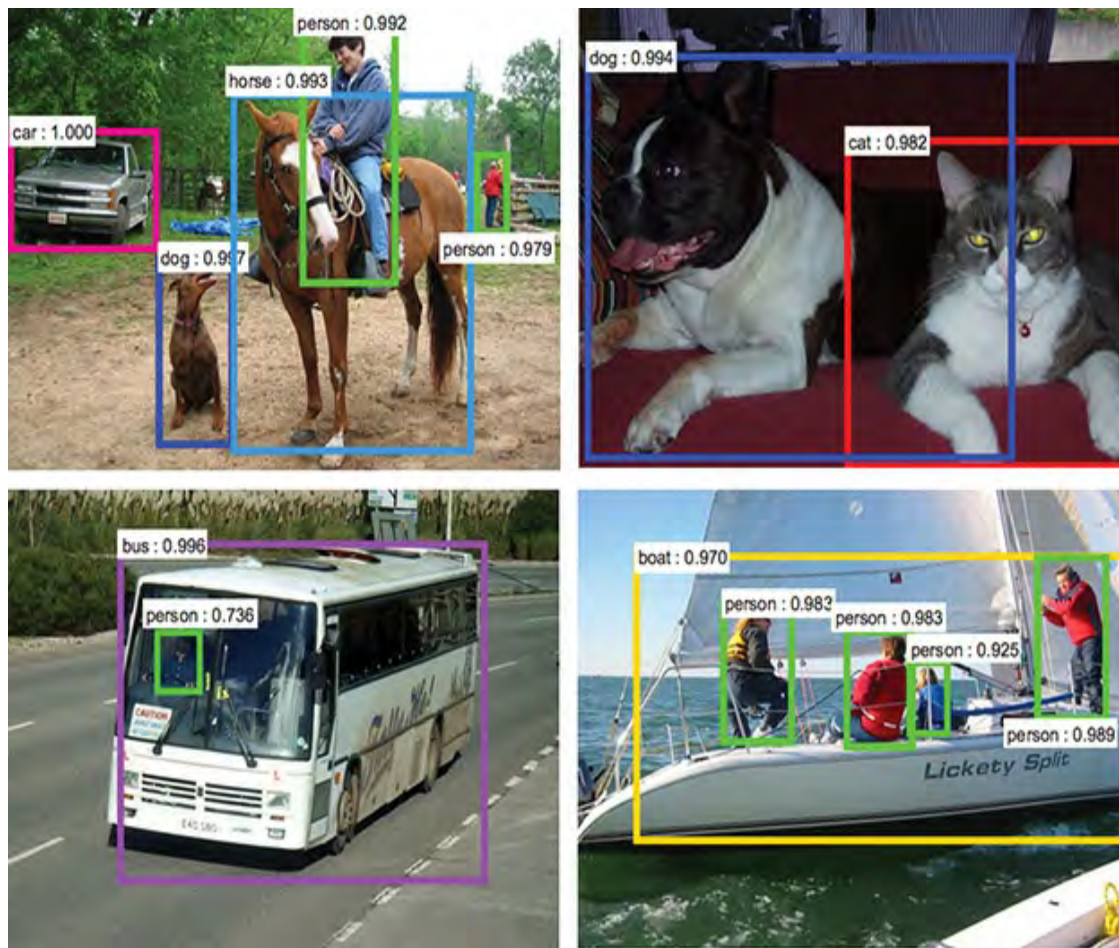 person : 0.992
horse : 0.993
car : 1.000
person : 0.979
dog : 0.997
dog : 0.994
cat : 0.982
bus : 0.996
person : 0.736
CAUTION
boat : 0.970
person : 0.983
person : 0.983
person : 0.925
person : 0.989
Lickety Split